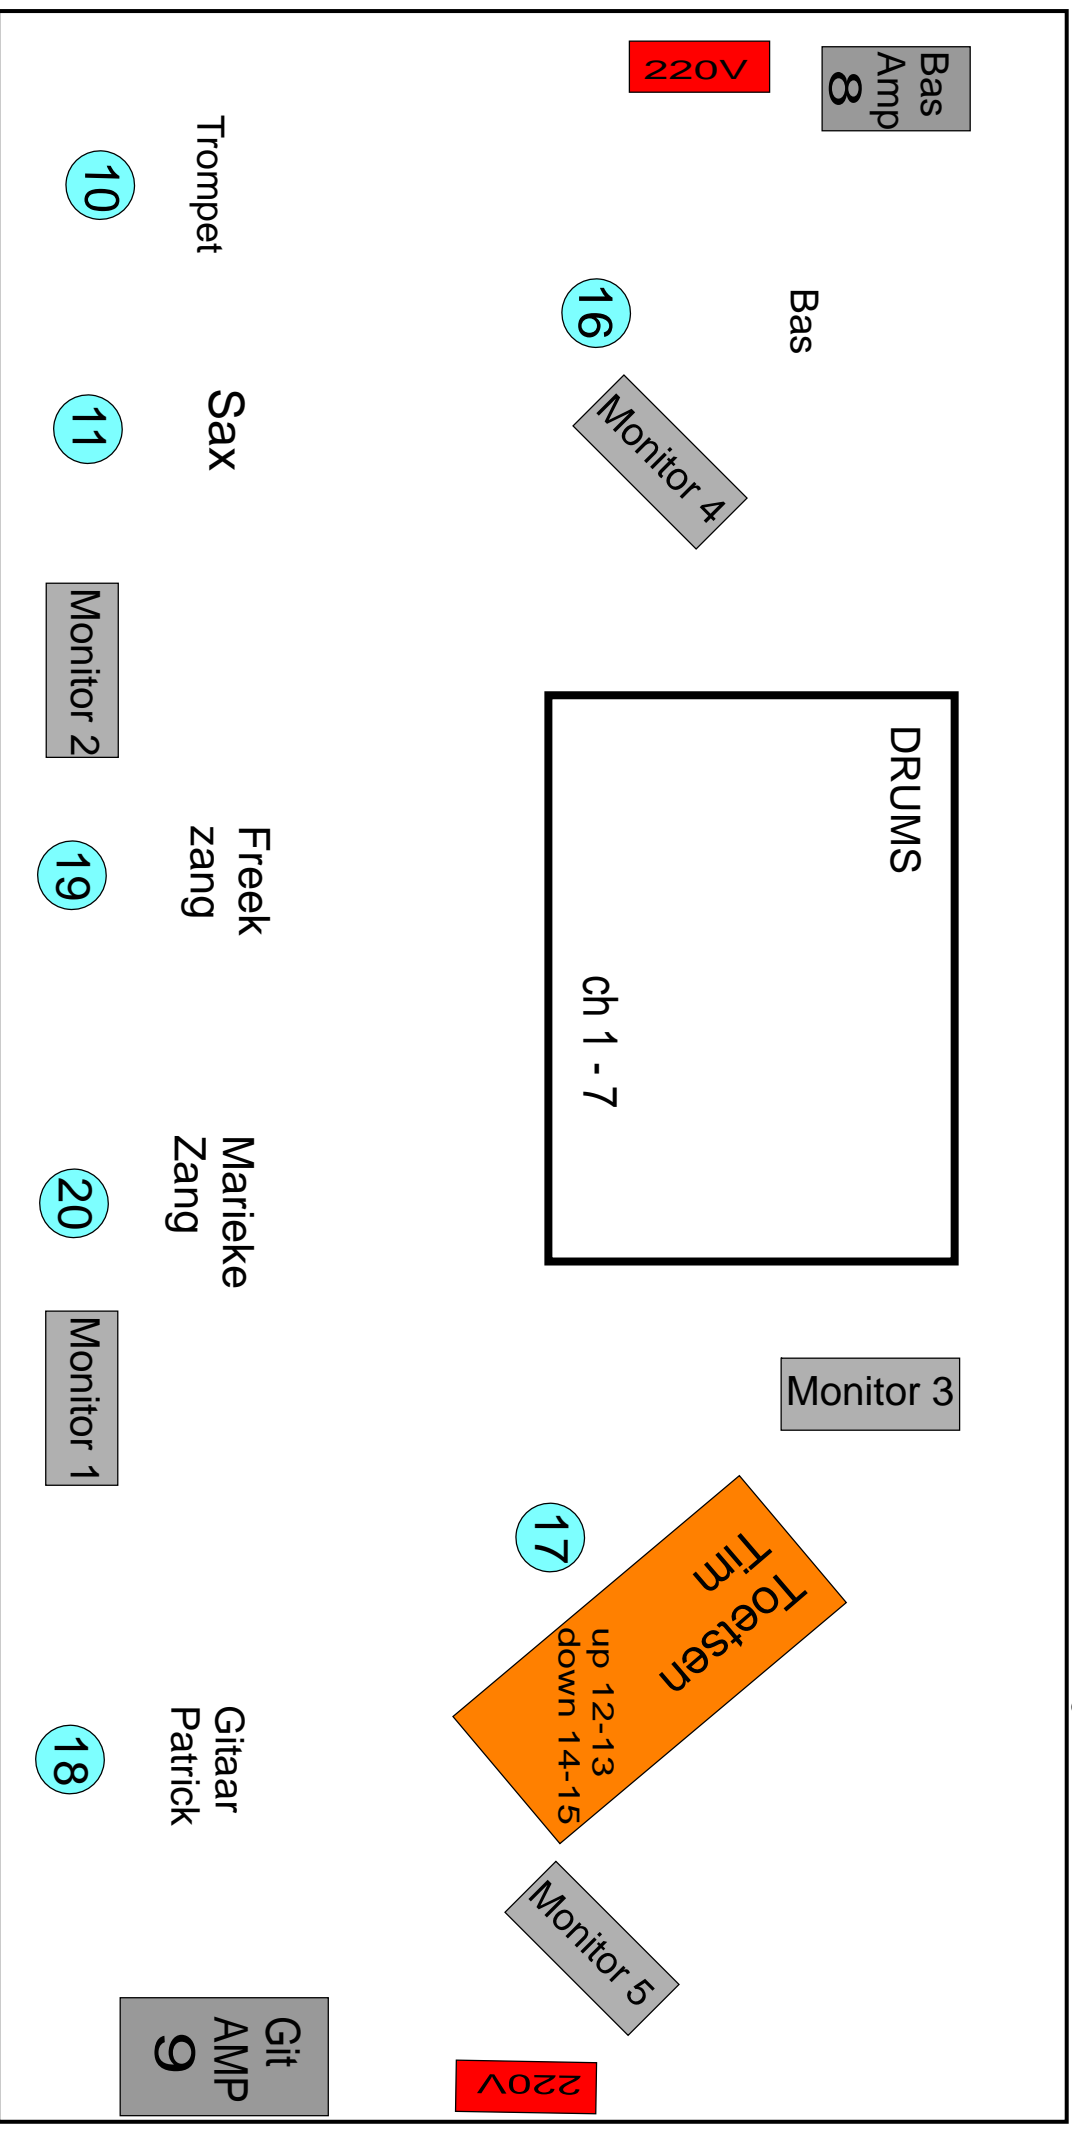 Bas
Amp
8
220V
Bas
16
Monitor 4
Trompet
10
Sax
11
Monitor 2
DRUMS
ch 1 - 7
Freek
zang
19
Marieke
Zang
20
Monitor 1
Monitor 3
17
Tim
Toetsen
up 12-13
down 14-15
Monitor 5
Gitaar
Patrick
18
Git
AMP
9
220V